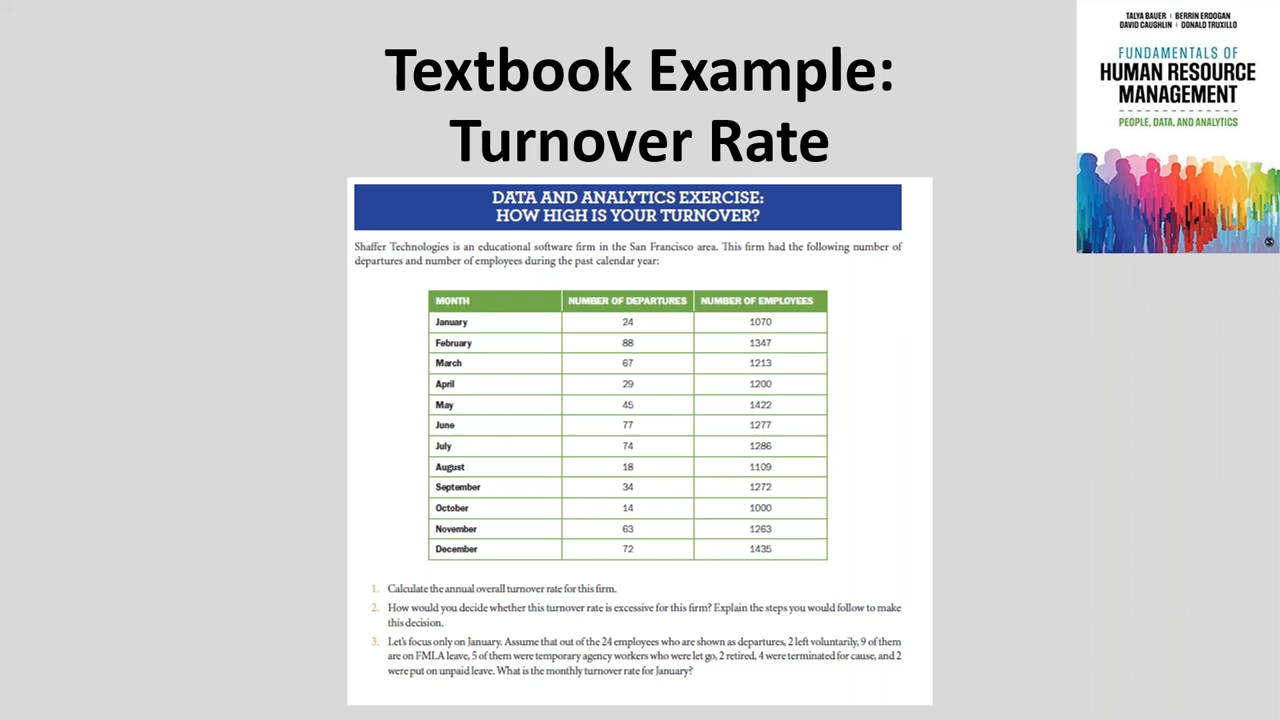 Textbook Example:
Turnover Rate
TALYA BAUER | BERRIN ERDOGAN
DAVID CAUGHLIN | DONALD TRUXILLO
FUNDAMENTALS OF
HUMAN RESOURCE
MANAGEMENT
PEOPLE, DATA, AND ANALYTICS
DATA AND ANALYTICS EXERCISE:
HOW HIGH IS YOUR TURNOVER?
Shaffer Technologies is an educational software firm in the San Francisco area. This firm had the following number of
departures and number of employees during the past calendar year:
MONTH NUMBER OF DEPARTURES NUMBER OF EMPLOYEES
January 24 1070
February 88 1347
March 67 1213
April 29 1200
May 45 1422
June 77 1277
July 74 1286
August 18 1109
September 34 1272
October 14 1000
November 63 1263
December 72 1435
1. Calculate the annual overall turnover rate for this firm.
2. How would you decide whether this turnover rate is excessive for this firm? Explain the steps you would follow to make
this decision.
3. Let's focus only on January. Assume that out of the 24 employees who are shown as departures, 2 left voluntarily, 9 of them
are on FMLA leave, 5 of them were temporary agency workers who were let go, 2 retired, 4 were terminated for cause, and 2
were put on unpaid leave. What is the monthly turnover rate for January?